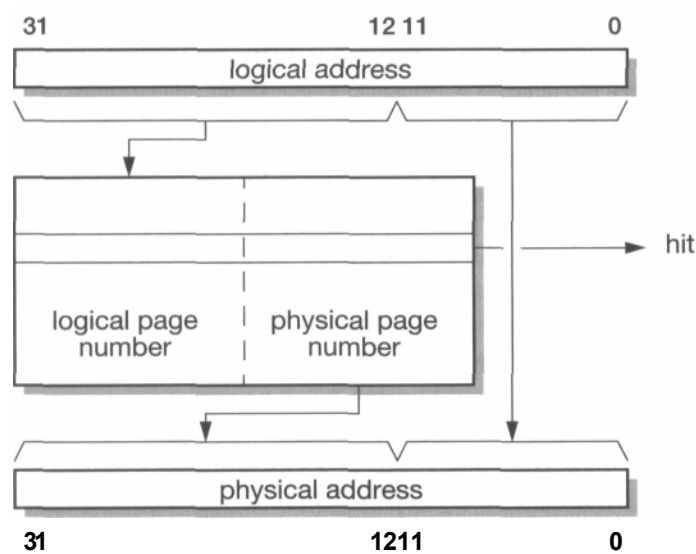 31 12 11 0
logical address
hit
logical page number
physical page number
physical address
31 1211 0